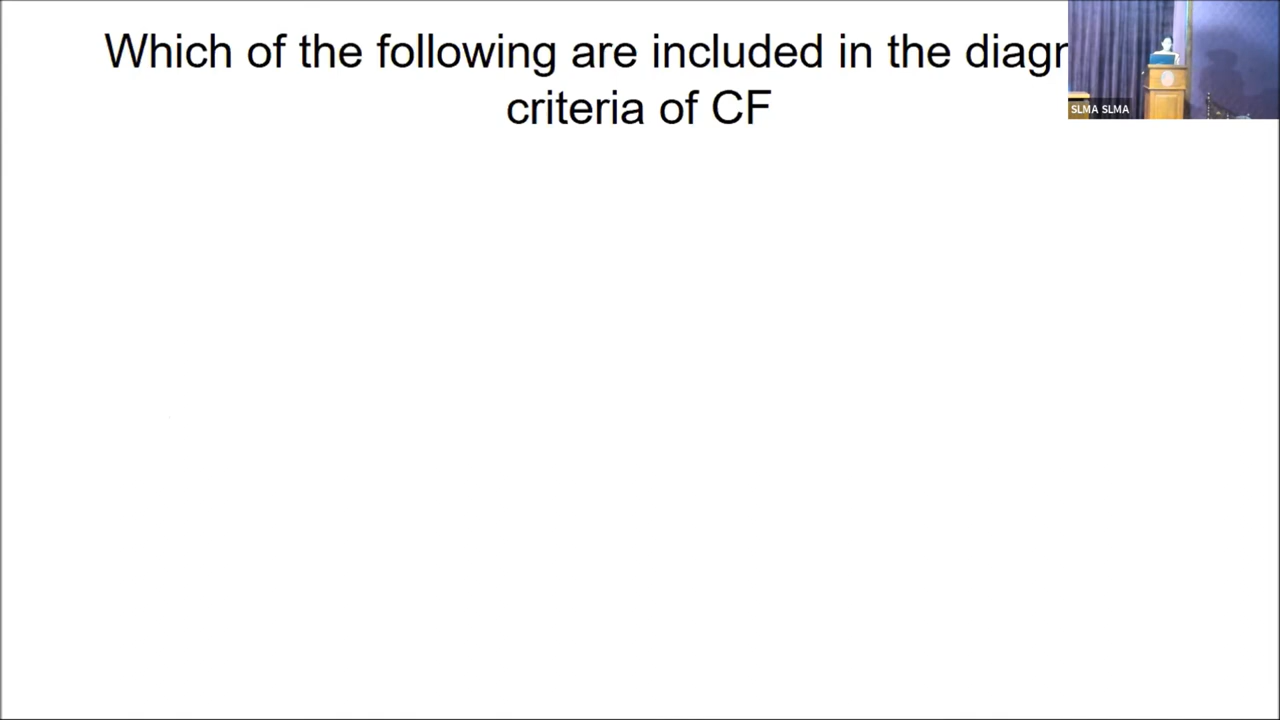 Which of the following are included in the diagr
criteria of CF
SLMA SLMA